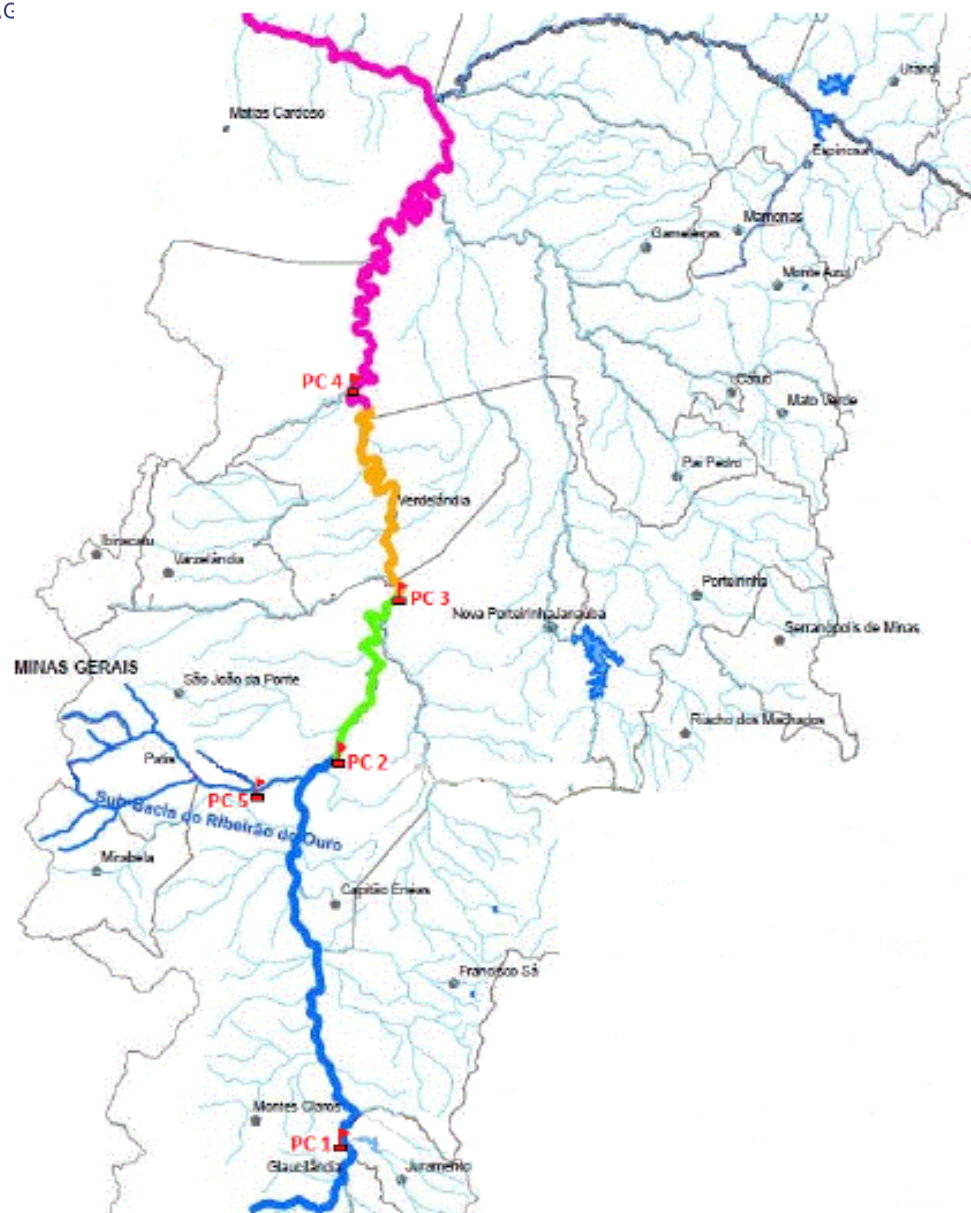 AG
Urandi
Matias Cardoso
Espinosa
Mamonas
Gameleiras
Monte Azul
PC 4
Catuti
Mato Verde
Pai Pedro
Verdelândia
Ibiracatu
Varzelândia
Porteirinha
PC 3
Nova Porteirinha
Janaúba
Serranópolis de Minas
MINAS GERAIS
São João da Ponte
Riacho dos Machados
Patis
PC 2
PC 5
Sub-Bacia do Ribeirão do Ouro
Mirabela
Capitão Enéas
Francisco Sá
Montes Claros
PC 1
Glaucilândia
Juramento